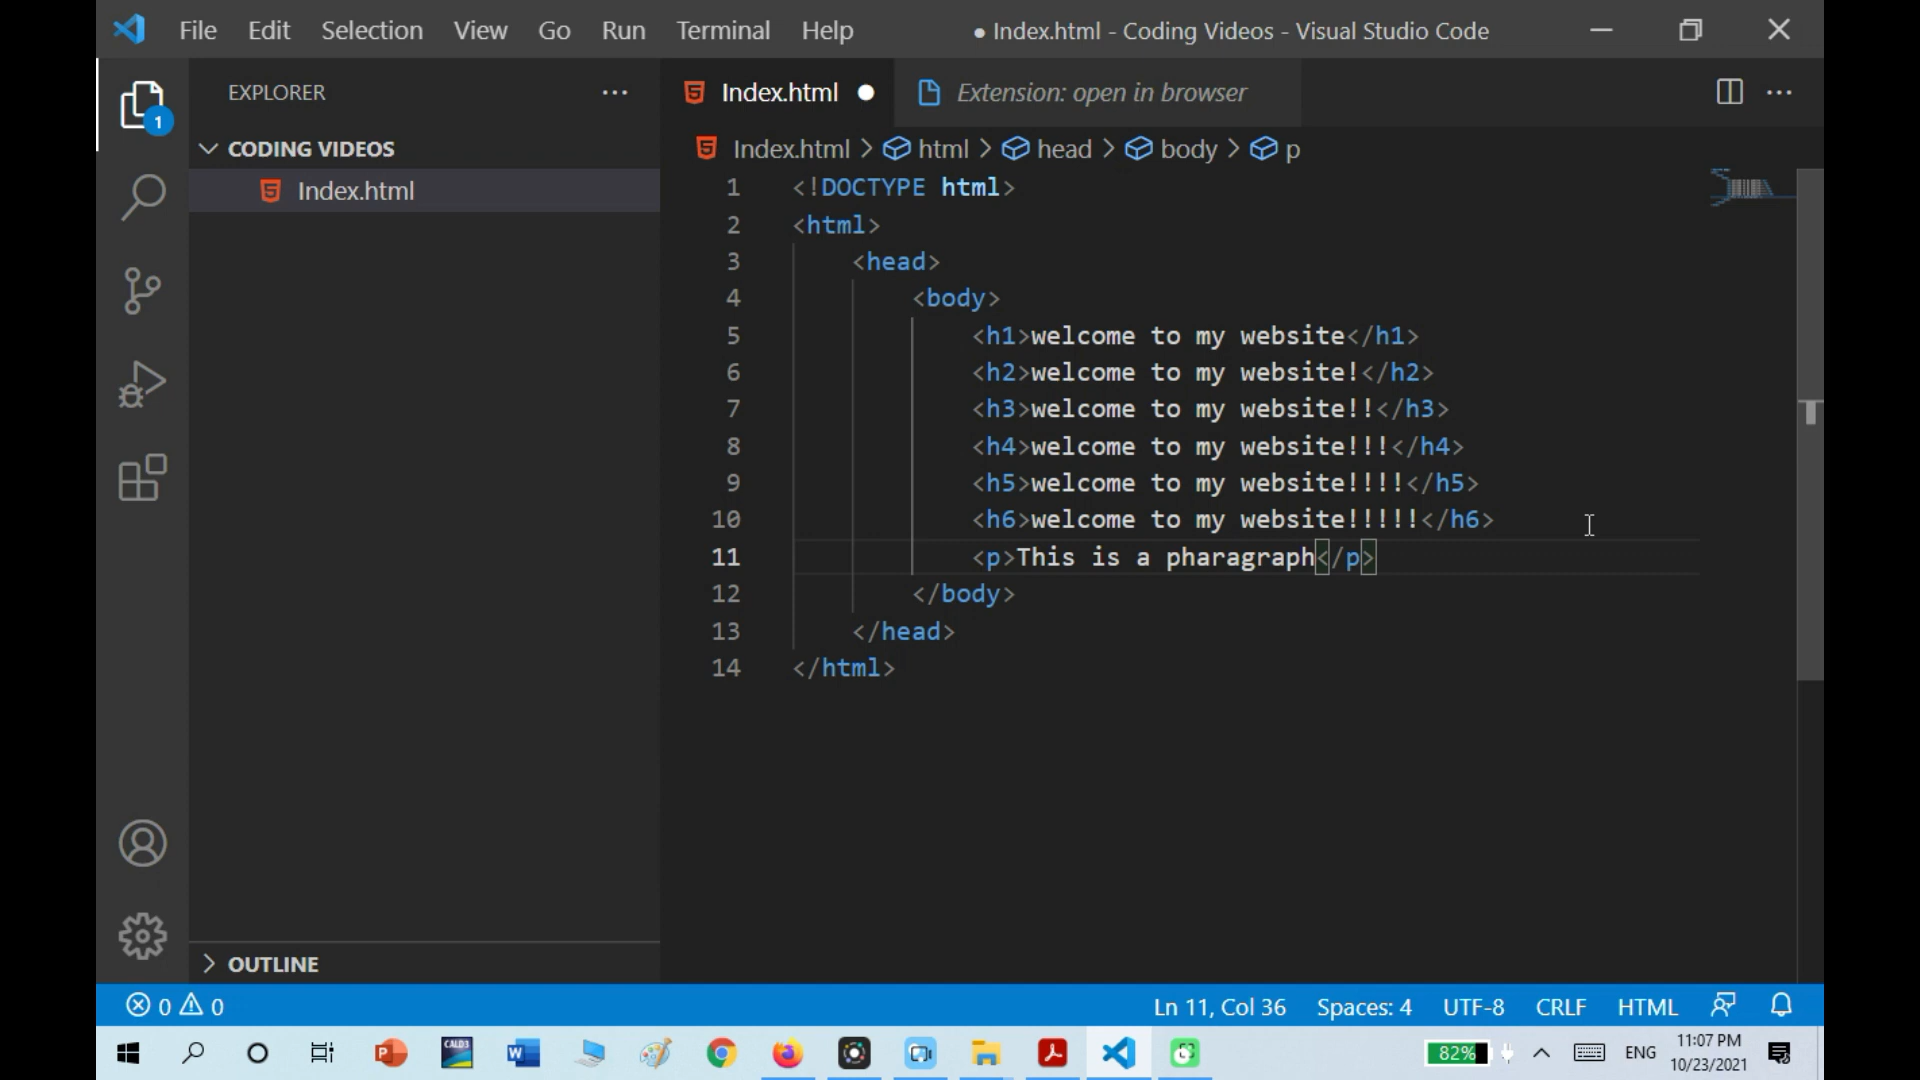 File Edit Selection View Go Run Terminal Help ● Index.html - Coding Videos - Visual Studio Code
EXPLORER
Index.html
Extension: open in browser
1
CODING VIDEOS
Index.html
Index.html > html > head > body > p
1 <!DOCTYPE html>
2 <html>
3 <head>
4 <body>
5 <h1>welcome to my website</h1>
6 <h2>welcome to my website!</h2>
7 <h3>welcome to my website!!</h3>
8 <h4>welcome to my website!!!</h4>
9 <h5>welcome to my website!!!!</h5>
10 <h6>welcome to my website!!!!!</h6>
11 <p>This is a pharagraph</p>
12 </body>
13 </head>
14 </html>
OUTLINE
0 0 Ln 11, Col 36 Spaces: 4 UTF-8 CRLF HTML
CALD3
82% ENG 11:07 PM
10/23/2021